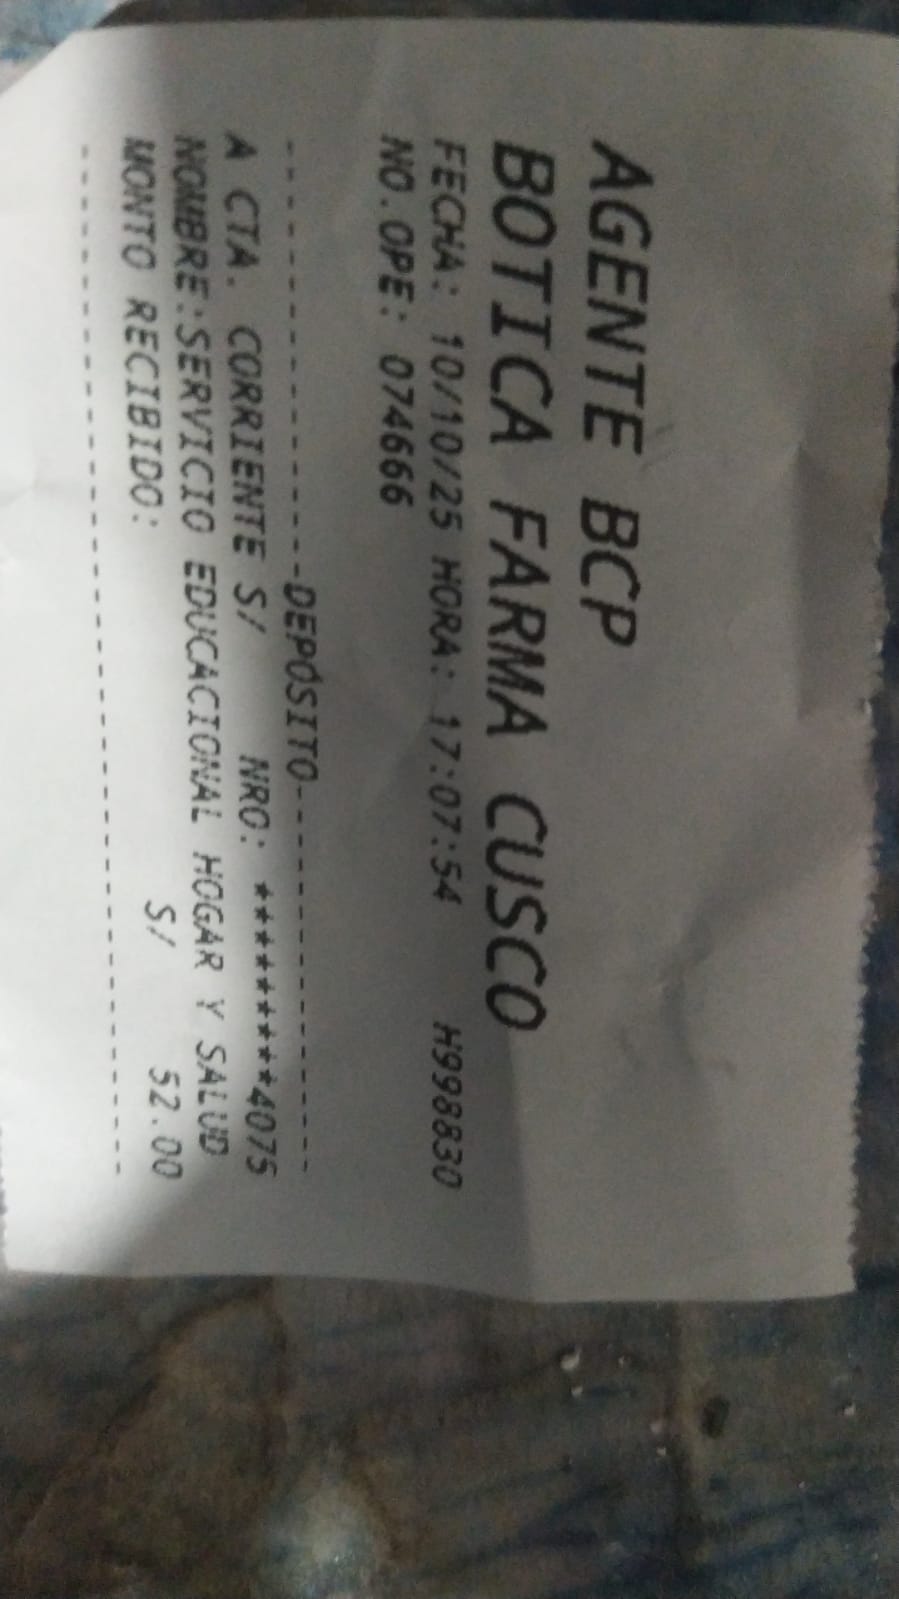 AGENTE BCP
BOTICA FARMA CUSCO
FECHA: 10/10/25 HORA: 17:07:54 H998830
NO.OPE: 074666
------------------DEPOSITO------------------
A CTA. CORRIENTE S/ NRO: *********4075
NOMBRE:SERVICIO EDUCACIONAL HOGAR Y SALUD
MONTO RECIBIDO: S/ 52.00
--------------------------------------------